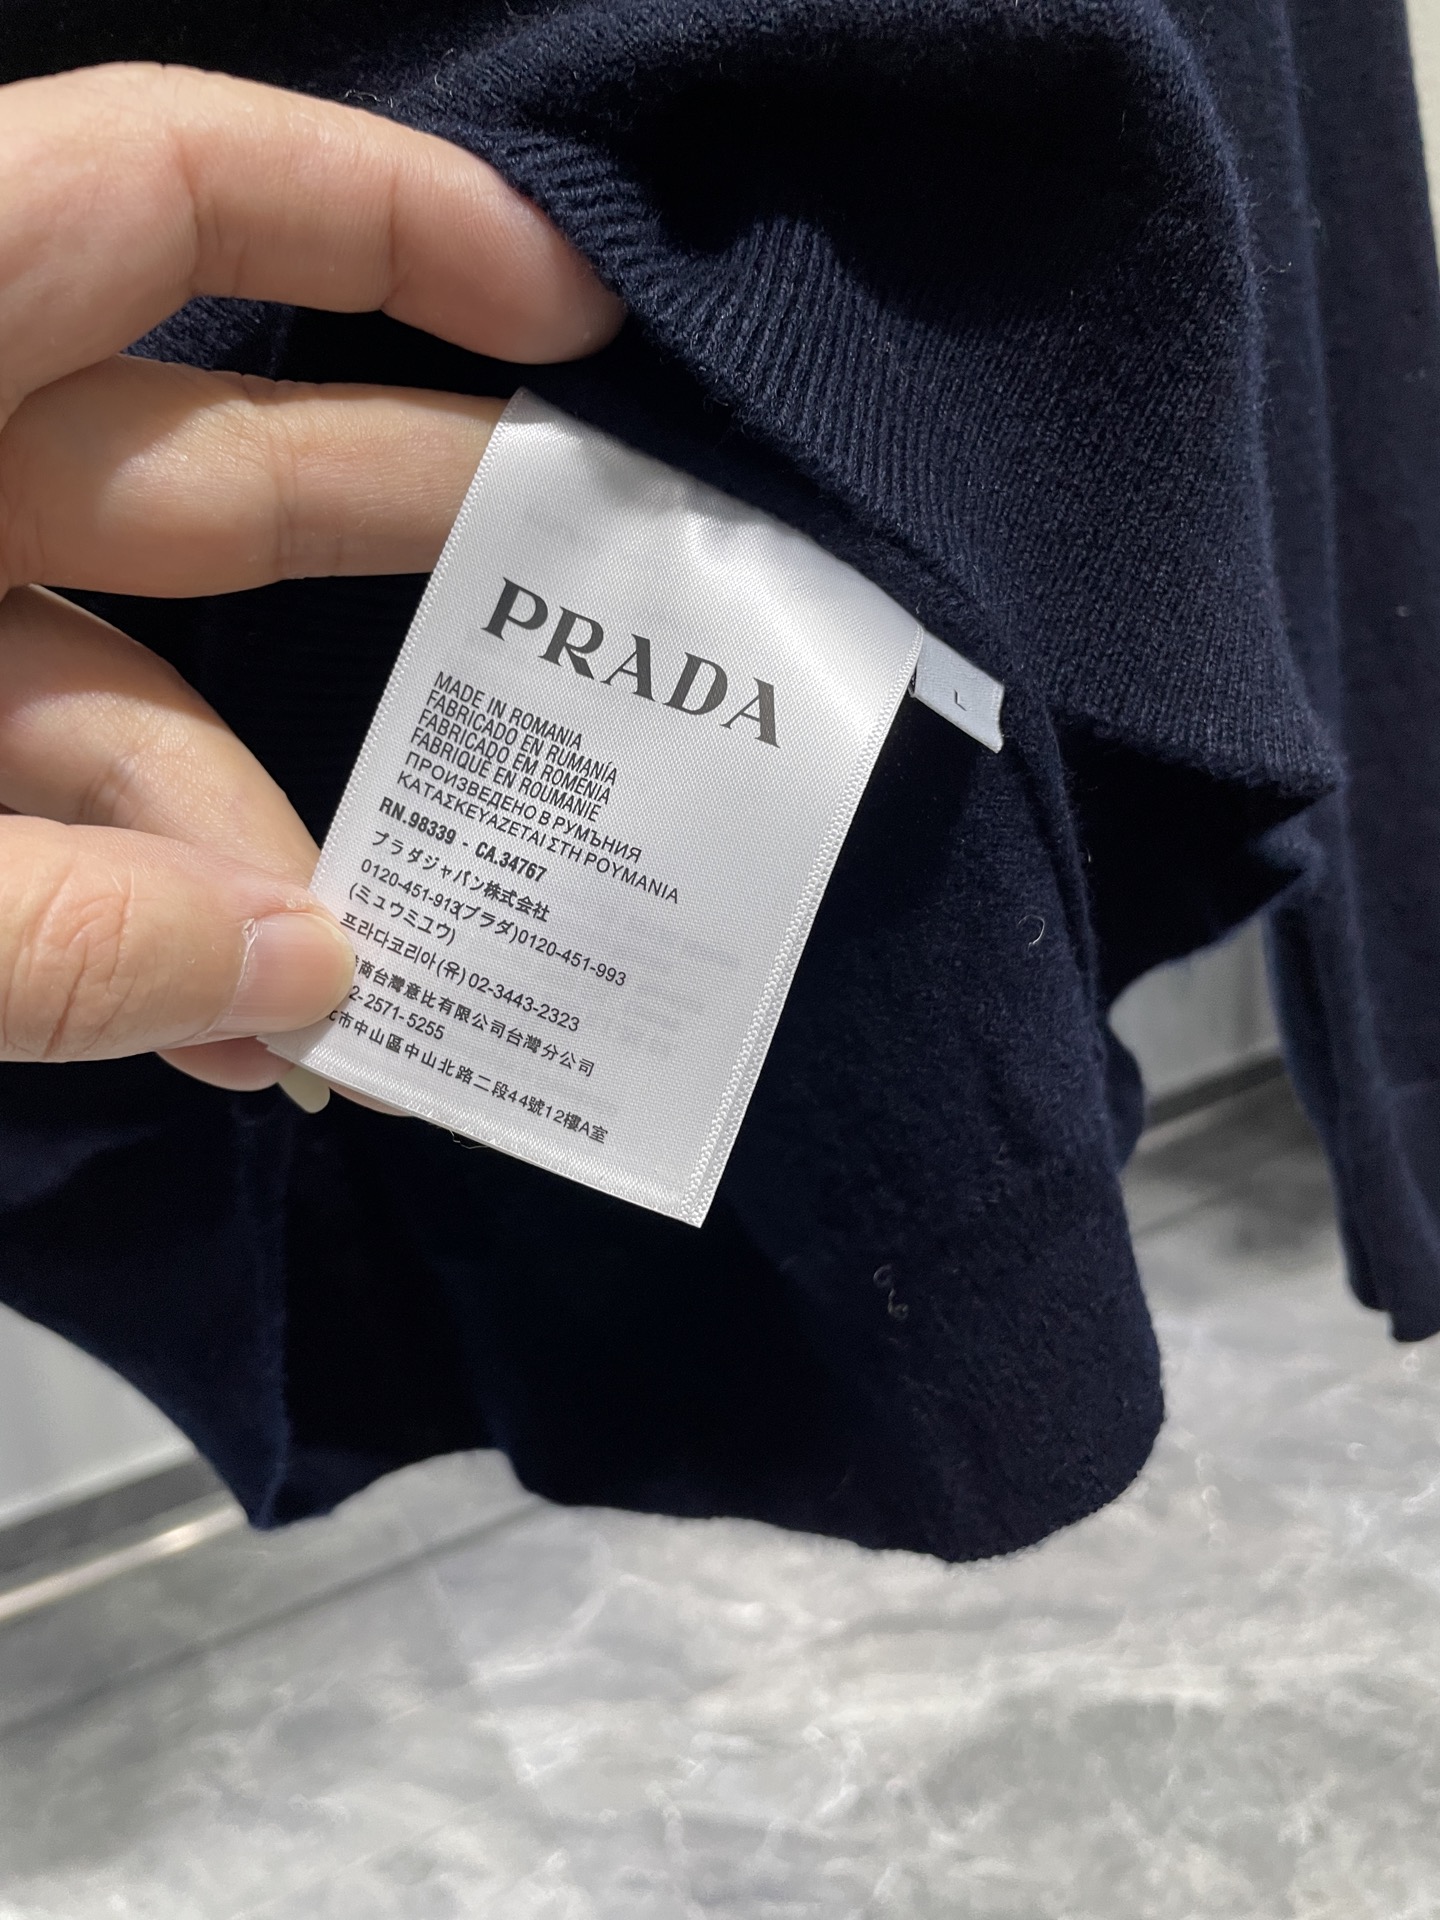 PRADA
MADE IN ROMANIA
FABRICADO EN RUMANÍA
FABRICADO EM ROMENIA
FABRIQUE EN ROUMANIE
ПРОИЗВЕДЕНО В РУМЪНИЯ
ΚΑΤΑΣΚΕΥΑΖΕΤΑΙ ΣΤΗ ΡΟΥΜΑΝΙΑ
RN.98339 - CA.34767
プラダジャパン株式会社
0120-451-913(プラダ)0120-451-993
(ミュウミュウ)
프라다코리아(유) 02-3443-2323
商台灣意比有限公司台灣分公司
2-2571-5255
市中山區中山北路二段44號12樓A室
L